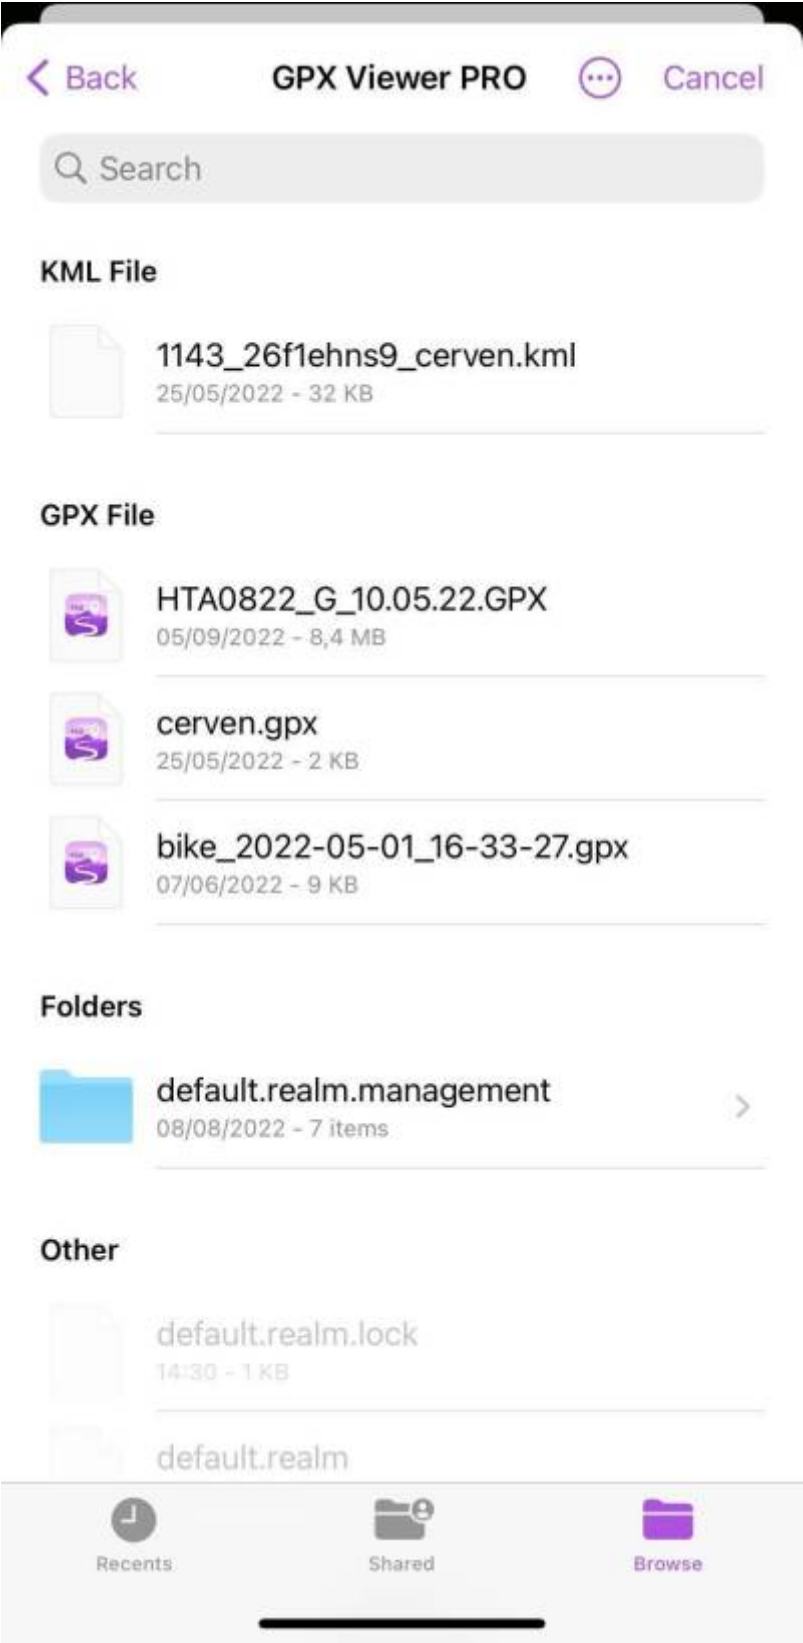 Back
GPX Viewer PRO
Cancel
Search
KML File
1143_26f1ehns9_cerven.kml
25/05/2022 - 32 KB
GPX File
HTA0822_G_10.05.22.GPX
05/09/2022 - 8,4 MB
cerven.gpx
25/05/2022 - 2 KB
bike_2022-05-01_16-33-27.gpx
07/06/2022 - 9 KB
Folders
default.realm.management
08/08/2022 - 7 items
Other
default.realm.lock
14:30 - 1 KB
default.realm
Recents
Shared
Browse